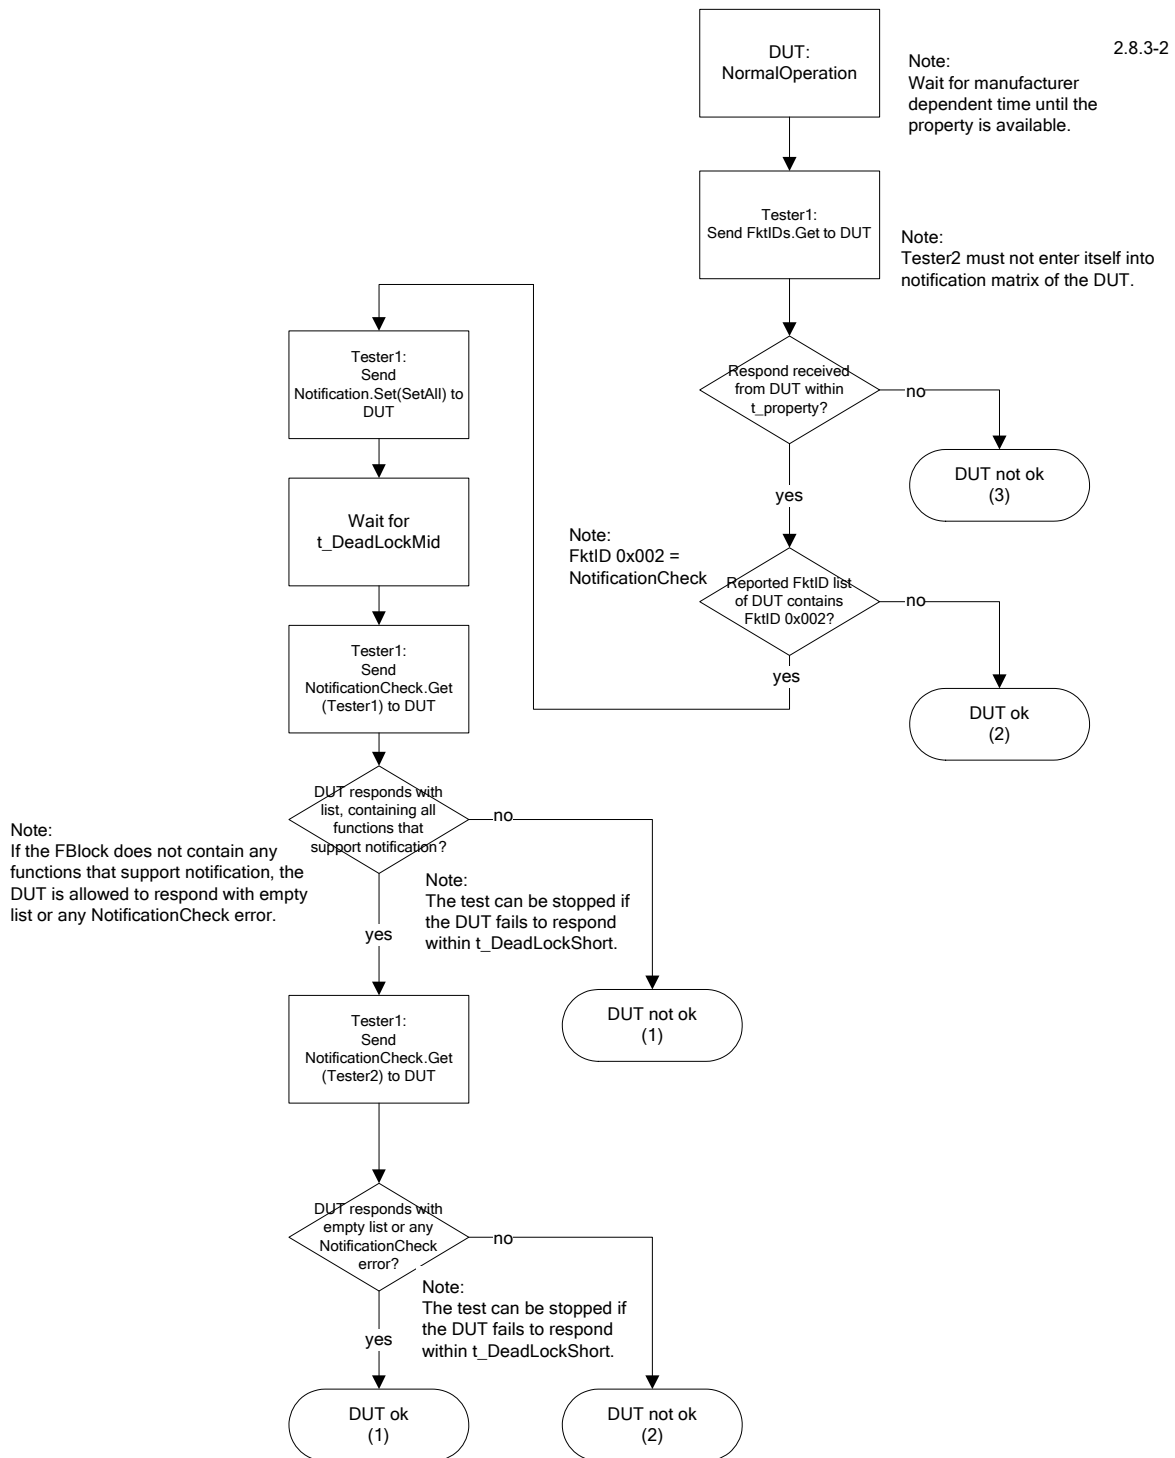 2.8.3-2
DUT:
NormalOperation
Note:
Wait for manufacturer
dependent time until the
property is available.
Tester1:
Send FktIDs.Get to DUT
Note:
Tester2 must not enter itself into
notification matrix of the DUT.
Respond received
from DUT within
t_property?
no
DUT not ok
(3)
yes
Note:
FktID 0x002 =
NotificationCheck
Reported FktID list
of DUT contains
FktID 0x002?
no
DUT ok
(2)
yes
Tester1:
Send
Notification.Set(SetAll) to
DUT
Wait for
t_DeadLockMid
Tester1:
Send
NotificationCheck.Get
(Tester1) to DUT
DUT responds with
list, containing all
functions that
support notification?
no
Note:
If the FBlock does not contain any
functions that support notification, the
DUT is allowed to respond with empty
list or any NotificationCheck error.
Note:
The test can be stopped if
the DUT fails to respond
within t_DeadLockShort.
yes
DUT not ok
(1)
Tester1:
Send
NotificationCheck.Get
(Tester2) to DUT
DUT responds with
empty list or any
NotificationCheck
error?
no
Note:
The test can be stopped if
the DUT fails to respond
within t_DeadLockShort.
yes
DUT ok
(1)
DUT not ok
(2)